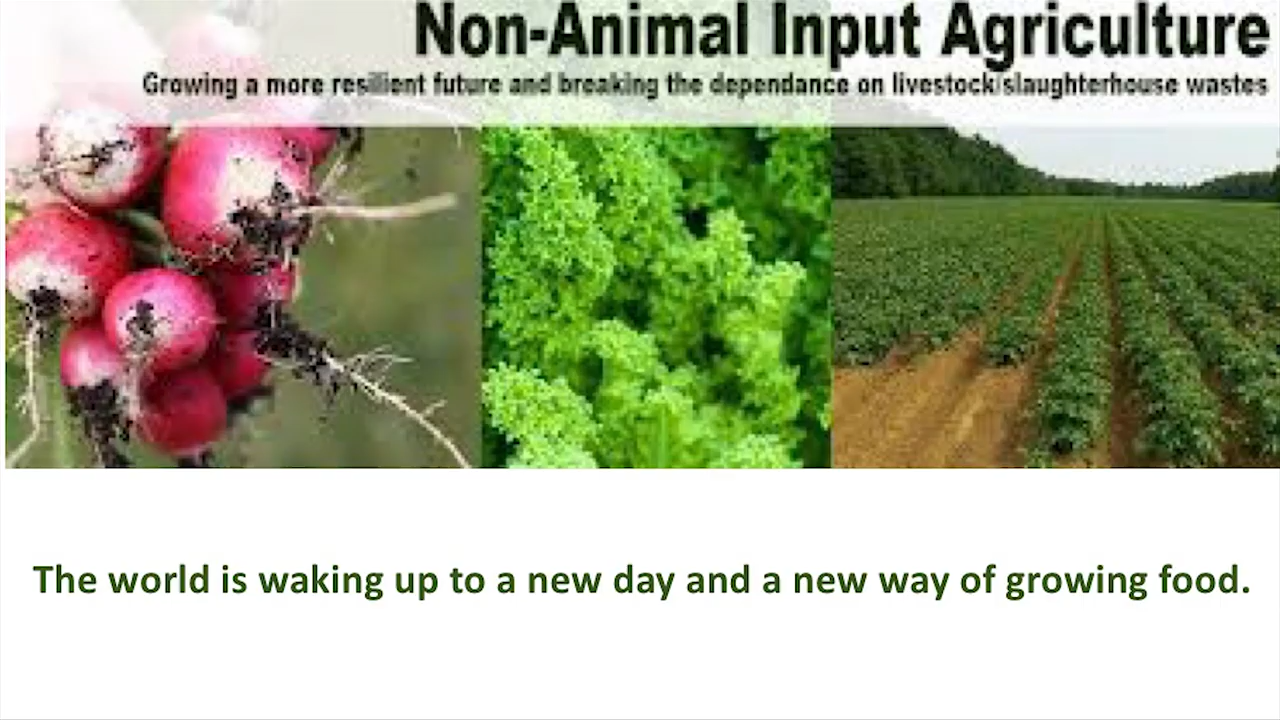 Non-Animal Input Agriculture
Growing a more resilient future and breaking the dependance on livestock/slaughterhouse wastes
The world is waking up to a new day and a new way of growing food.